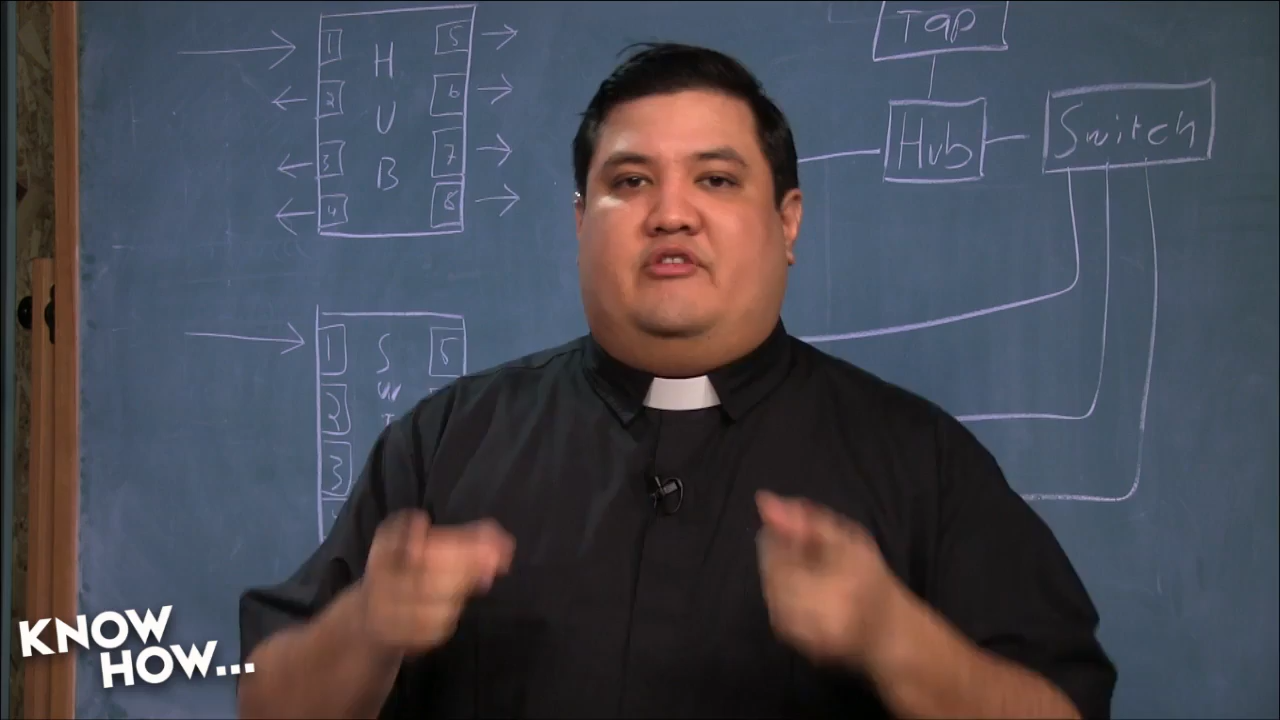 1 H 5
2 U 6
3 B 7
4 8
Tap
Hub
Switch
1 S 5
2 W
3
KNOW
HOW...